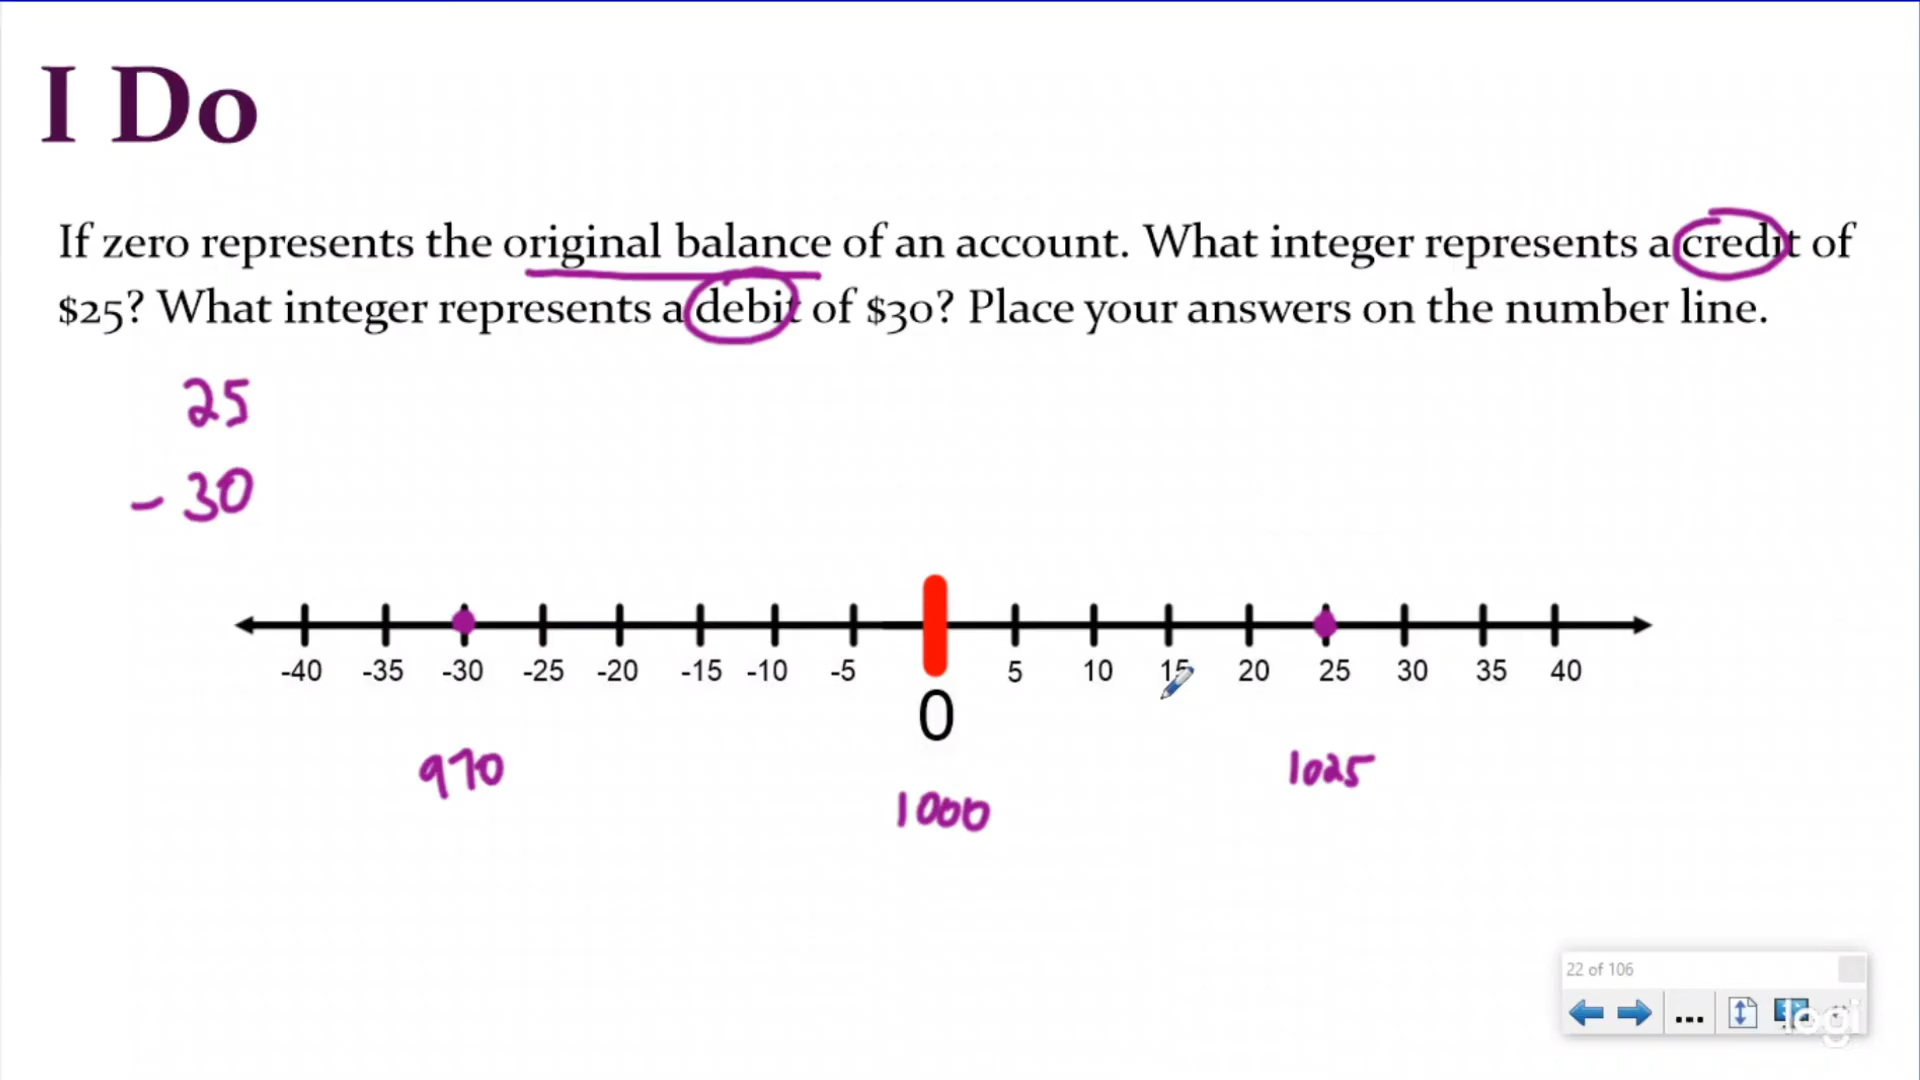 I Do
If zero represents the original balance of an account. What integer represents a credit of
$25? What integer represents a debit of $30? Place your answers on the number line.
25
- 30
-40 -35 -30 -25 -20 -15 -10 -5 5 10 15 20 25 30 35 40
0
970 1000 1025
22 of 106
...
logi